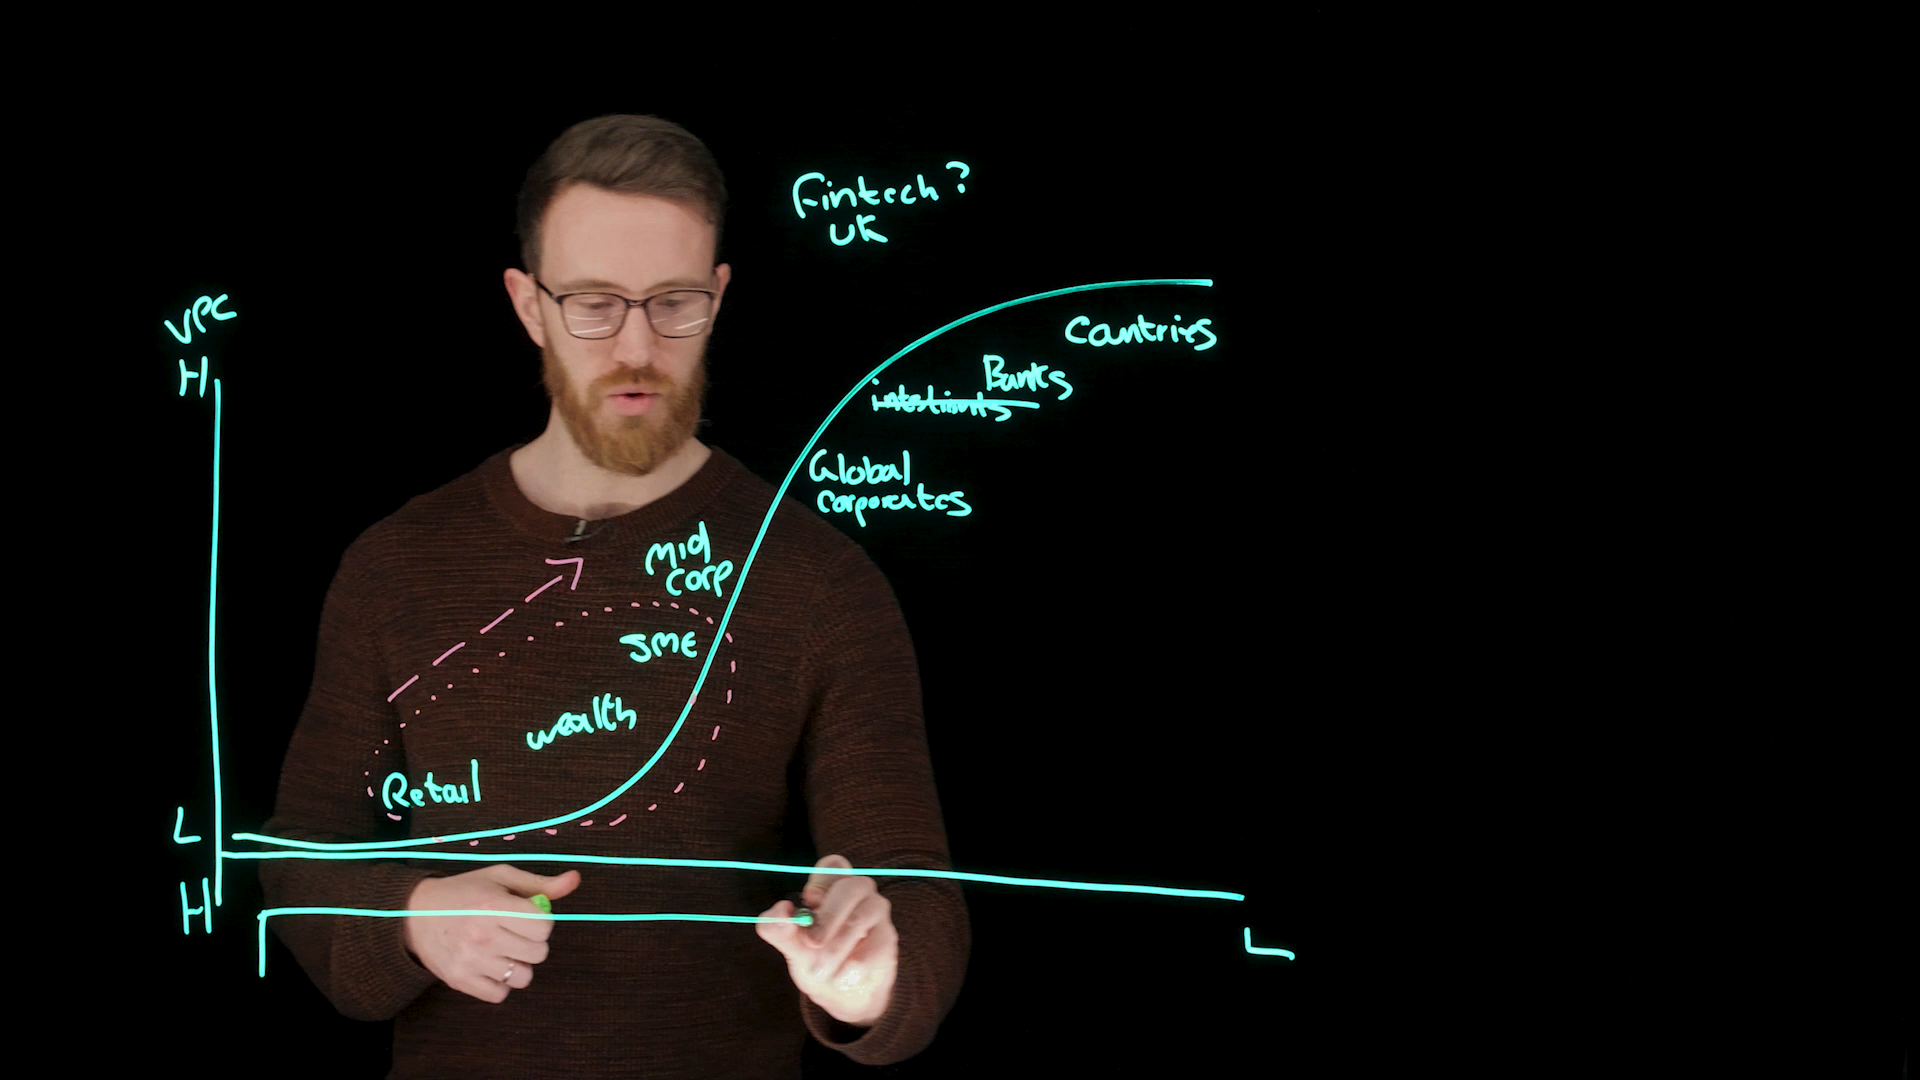 Fintech?
UK
VPC
H
Countries
Banks
Global
corporates
Mid
corp
SME
wealth
Retail
L
H
L